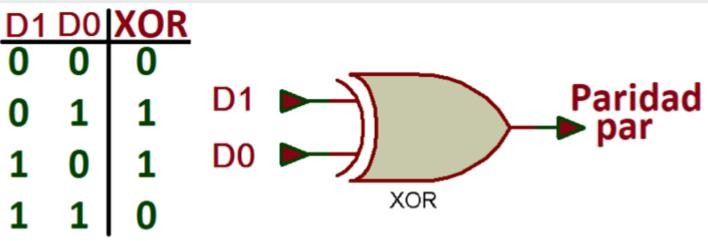 D1 D0 XOR
0 0 0
0 1 1
1 0 1
1 1 0
D1
D0
XOR
Paridad
par